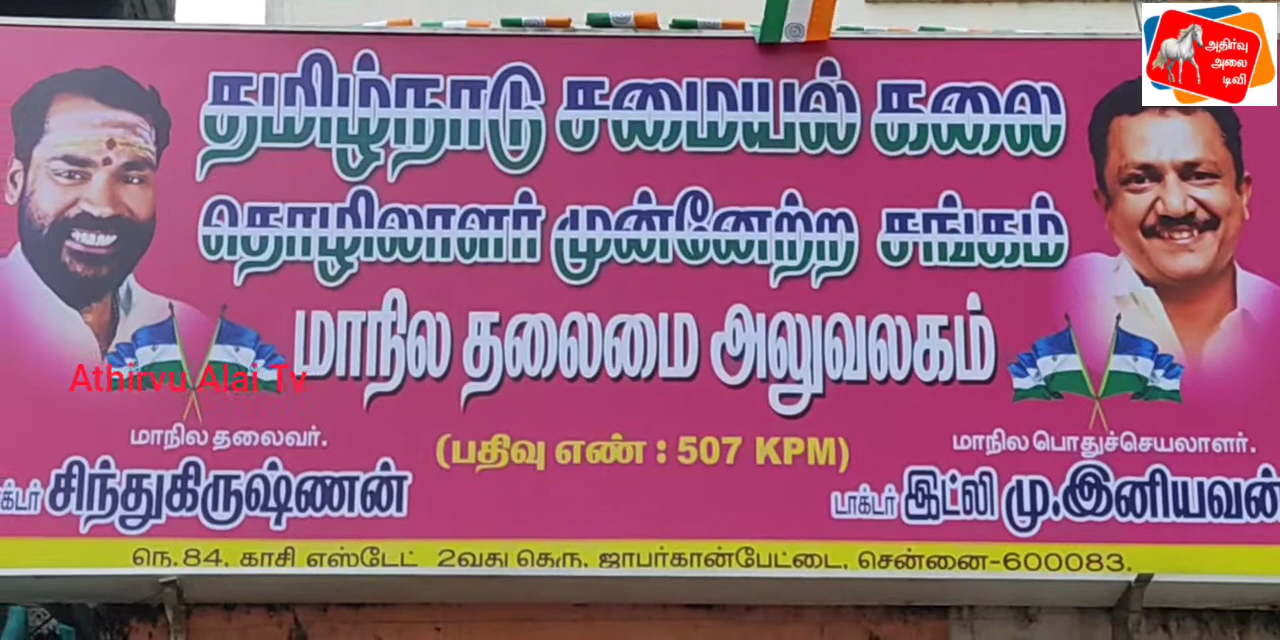 அதிர்வு
அலை
டிவி
தமிழ்நாடு சமையல் கலை
தொழிலாளர் முன்னேற்ற சங்கம்
மாநில தலைமை அலுவலகம்
Athirvu Alai Tv
(பதிவு எண் : 507 KPM)
மாநில தலைவர்.
சிந்துகிருஷ்ணன்
மாநில பொதுச்செயலாளர்.
டாக்டர் இட்லி மு.இனியவன்
நெ.84, காசி எஸ்டேட் 2வது தெரு, ஜாபர்கான்பேட்டை, சென்னை-600083.